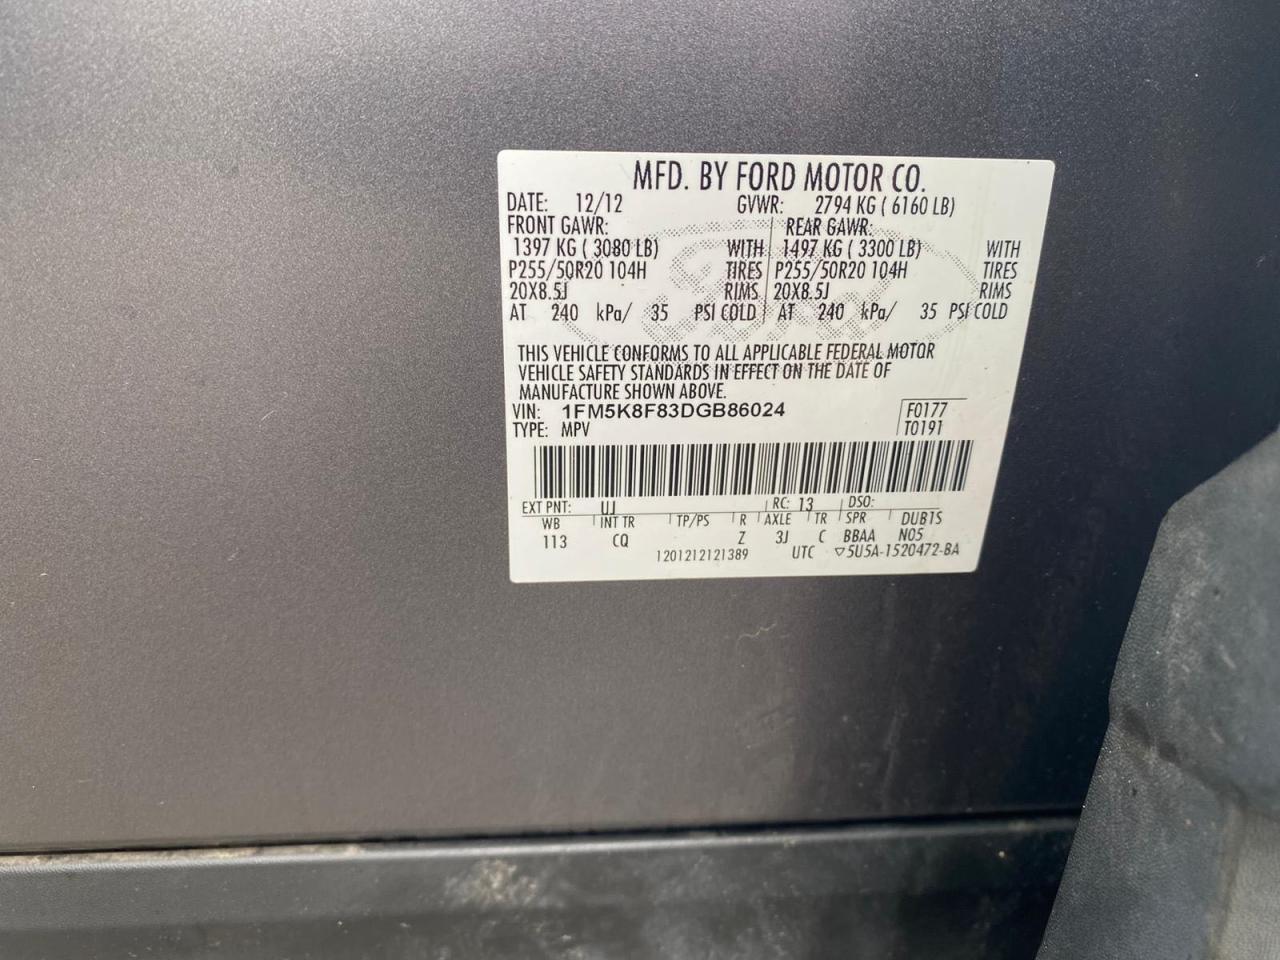 MFD. BY FORD MOTOR CO.
DATE: 12/12 GVWR: 2794 KG ( 6160 LB)
FRONT GAWR: REAR GAWR:
1397 KG ( 3080 LB) WITH 1497 KG ( 3300 LB) WITH
P255/50R20 104H TIRES P255/50R20 104H TIRES
20X8.5J RIMS 20X8.5J RIMS
AT 240 kPa/ 35 PSI COLD AT 240 kPa/ 35 PSI COLD
THIS VEHICLE CONFORMS TO ALL APPLICABLE FEDERAL MOTOR
VEHICLE SAFETY STANDARDS IN EFFECT ON THE DATE OF
MANUFACTURE SHOWN ABOVE.
VIN: 1FM5K8F83DGB86024 F0177
TYPE: MPV T0191
EXT PNT: UJ RC: 13 DSO:
WB INT TR TP/PS R AXLE TR SPR DUB1S
113 CQ Z 3J C BBAA N05
1201212121389 UTC ▽5U5A-1520472-BA